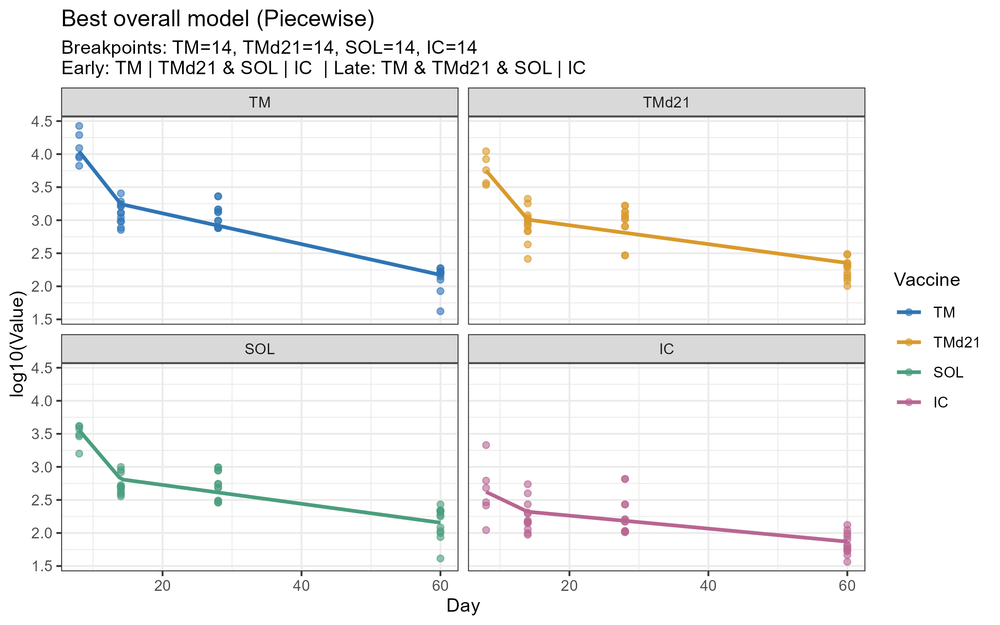 Best overall model (Piecewise)
Breakpoints: TM=14, TMd21=14, SOL=14, IC=14
Early: TM | TMd21 & SOL | IC  | Late: TM & TMd21 & SOL | IC
TM
TMd21
4.5
4.0
3.5
3.0
2.5
2.0
1.5
SOL
IC
4.5
4.0
3.5
3.0
2.5
2.0
1.5
20
40
60
20
40
60
Day
log10(Value)
Vaccine
TM
TMd21
SOL
IC